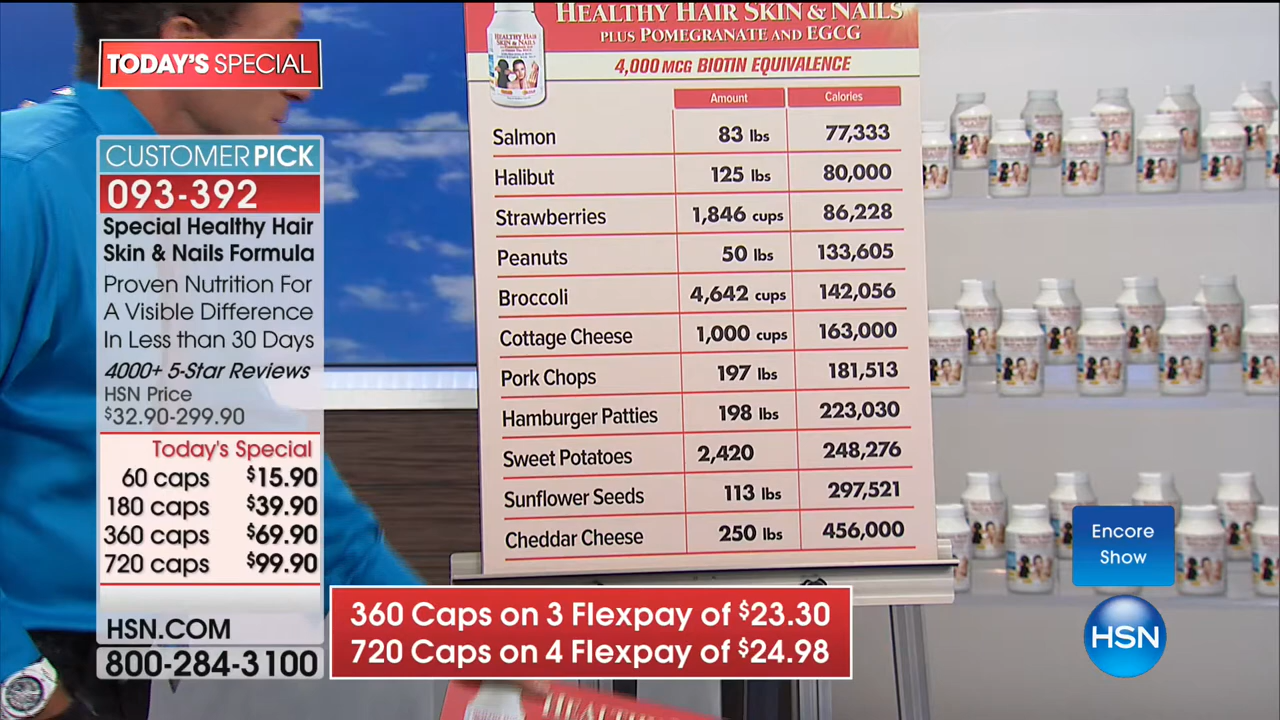 TODAY'S SPECIAL
CUSTOMER PICK
093-392
Special Healthy Hair
Skin & Nails Formula
Proven Nutrition For
A Visible Difference
In Less than 30 Days
4000+ 5-Star Reviews
HSN Price
$32.90-299.90
Today's Special
60 caps $15.90
180 caps $39.90
360 caps $69.90
720 caps $99.90
HSN.COM
800-284-3100
HEALTHY HAIR SKIN & NAILS
PLUS POMEGRANATE AND EGCG
4,000 MCG BIOTIN EQUIVALENCE
HEALTHY HAIR
SKIN & NAILS
Amount Calories
Salmon 83 lbs 77,333
Halibut 125 lbs 80,000
Strawberries 1,846 cups 86,228
Peanuts 50 lbs 133,605
Broccoli 4,642 cups 142,056
Cottage Cheese 1,000 cups 163,000
Pork Chops 197 lbs 181,513
Hamburger Patties 198 lbs 223,030
Sweet Potatoes 2,420 248,276
Sunflower Seeds 113 lbs 297,521
Cheddar Cheese 250 lbs 456,000
360 Caps on 3 Flexpay of $23.30
720 Caps on 4 Flexpay of $24.98
Encore
Show
HSN